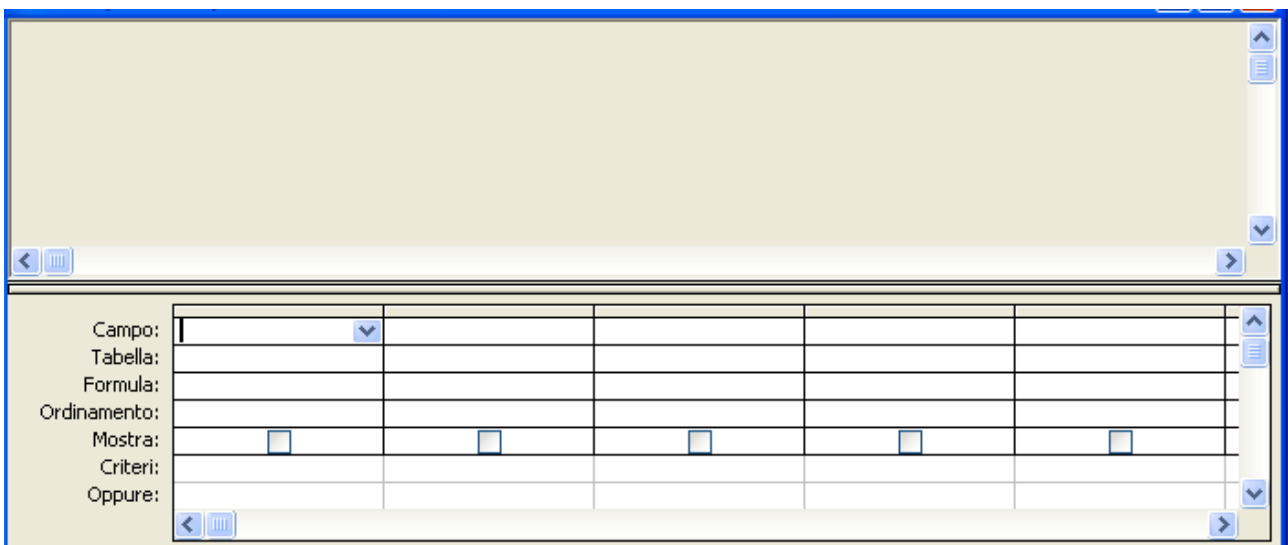 Campo:
Tabella:
Formula:
Ordinamento:
Mostra:
Criteri:
Oppure: